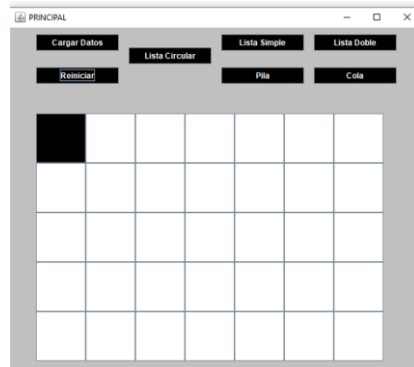 PRINCIPAL
Cargar Datos
Lista Circular
Lista Simple
Lista Doble
Reiniciar
Pila
Cola